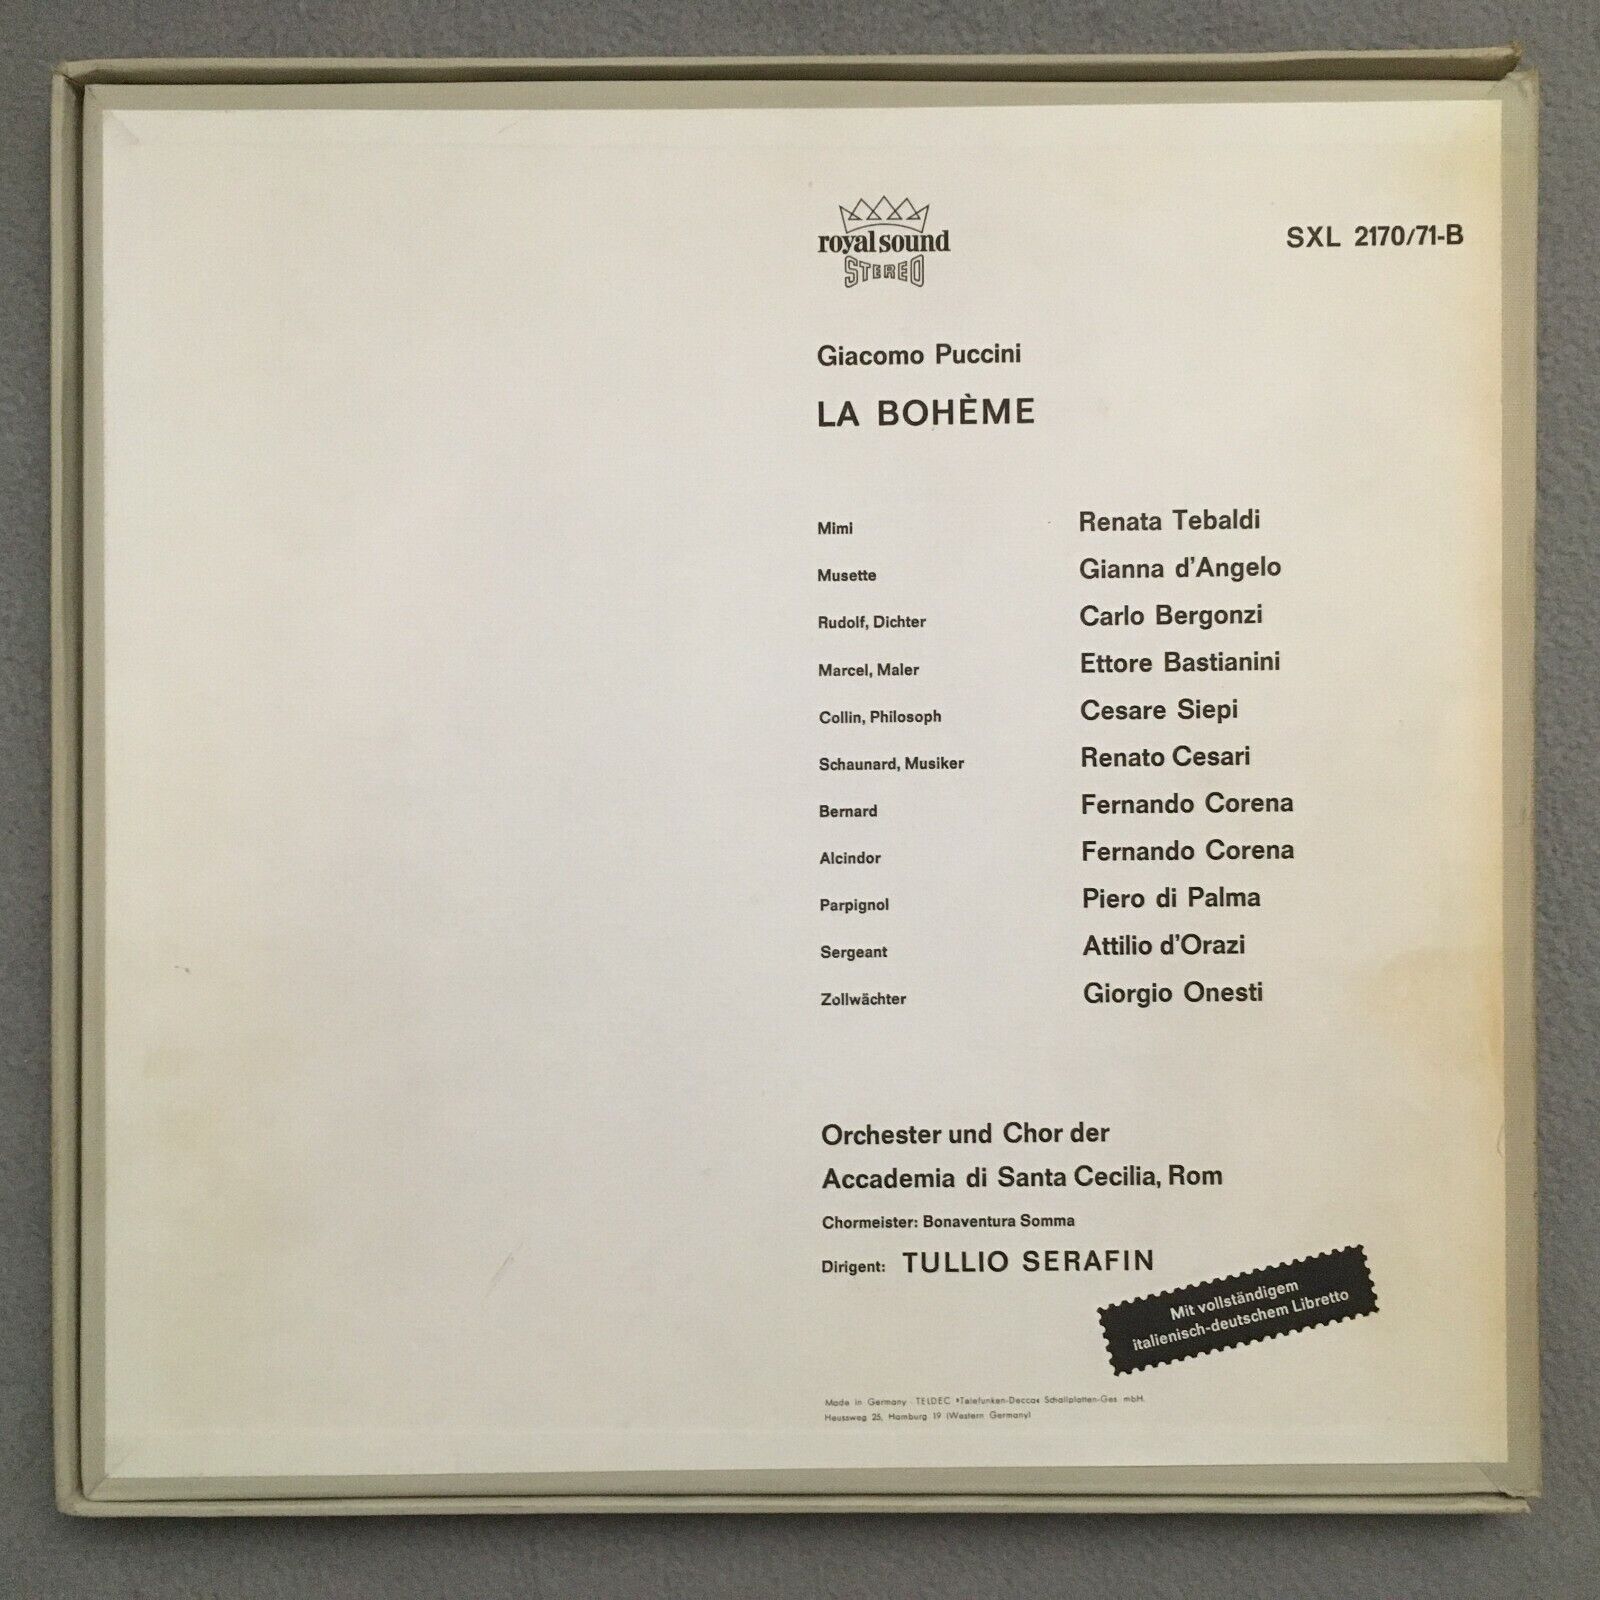 royal sound
STEREO
SXL 2170/71-B
Giacomo Puccini
LA BOHÈME
Mimi Renata Tebaldi
Musette Gianna d'Angelo
Rudolf, Dichter Carlo Bergonzi
Marcel, Maler Ettore Bastianini
Collin, Philosoph Cesare Siepi
Schaunard, Musiker Renato Cesari
Bernard Fernando Corena
Alcindor Fernando Corena
Parpignol Piero di Palma
Sergeant Attilio d'Orazi
Zollwächter Giorgio Onesti
Orchester und Chor der
Accademia di Santa Cecilia, Rom
Chormeister: Bonaventura Somma
Dirigent: TULLIO SERAFIN
Mit vollständigem
italienisch-deutschem Libretto
Made in Germany · TELDEC »Telefunken-Decca« Schallplatten-Ges mbH.
Heussweg 25, Hamburg 19 (Western Germany)